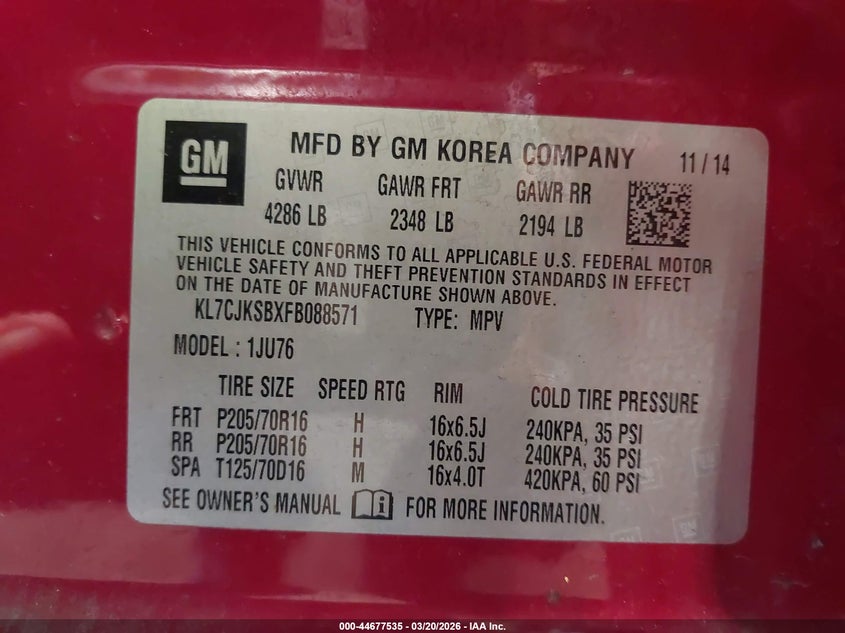 GM
MFD BY GM KOREA COMPANY 11 / 14
GVWR GAWR FRT GAWR RR
4286 LB 2348 LB 2194 LB
THIS VEHICLE CONFORMS TO ALL APPLICABLE U.S. FEDERAL MOTOR
VEHICLE SAFETY AND THEFT PREVENTION STANDARDS IN EFFECT
ON THE DATE OF MANUFACTURE SHOWN ABOVE.
KL7CJKSBXFB088571 TYPE: MPV
MODEL : 1JU76
TIRE SIZE SPEED RTG RIM COLD TIRE PRESSURE
FRT P205/70R16 H 16x6.5J 240KPA, 35 PSI
RR P205/70R16 H 16x6.5J 240KPA, 35 PSI
SPA T125/70D16 M 16x4.0T 420KPA, 60 PSI
SEE OWNER'S MANUAL FOR MORE INFORMATION.
000-44677535 - 03/20/2026 - IAA Inc.